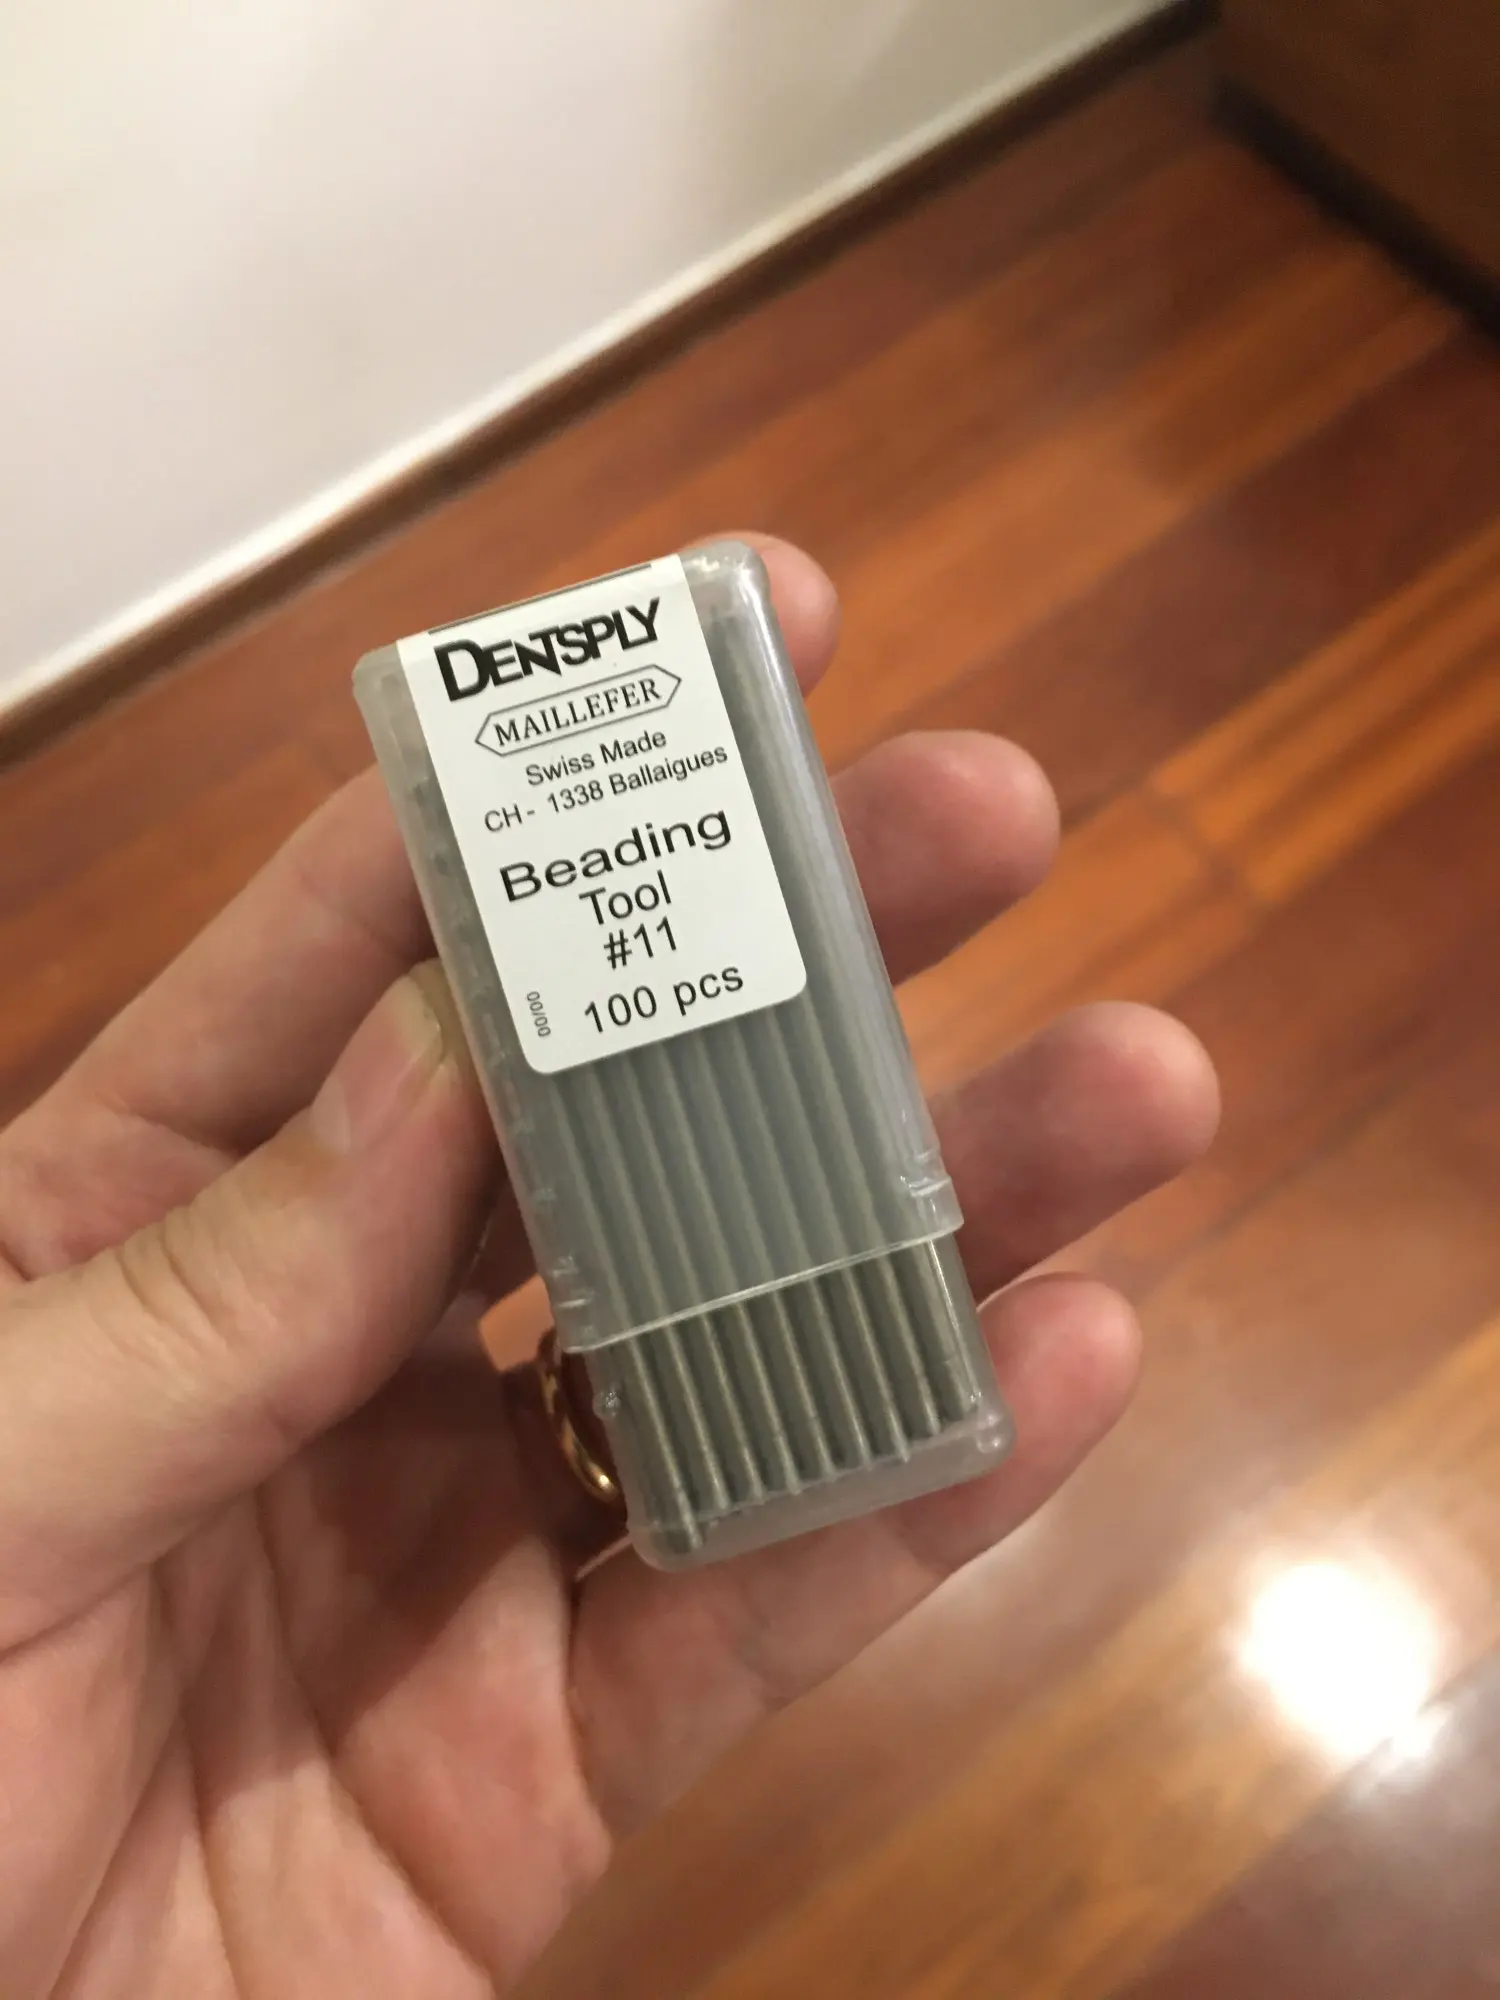 DENTSPLY
MAILLEFER
Swiss Made
CH- 1338 Ballaigues
Beading
Tool
#11
100 pcs
00/00